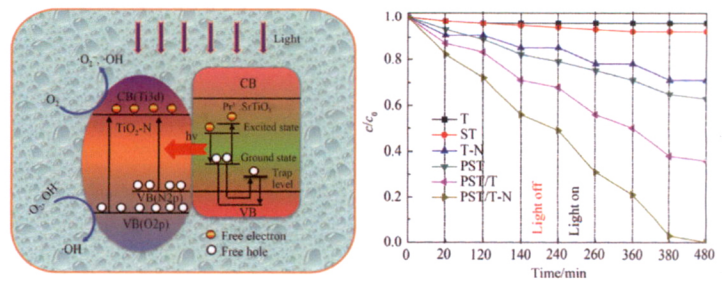 Light
O₂⁻, ·OH
O₂
CB(Ti3d)
TiO₂-N
hν
CB
Pr³⁺ SrTiO₃
Excited state
Ground state
Trap
level
VB
VB(N2p)
VB(O2p)
O₂, OH⁻
·OH
Free electron
Free hole
c/c₀
1.0
0.8
0.6
0.4
0.2
0.0
T
ST
T-N
PST
PST/T
PST/T-N
Light off
Light on
0 20 120 140 240 260 360 380 480
Time/min